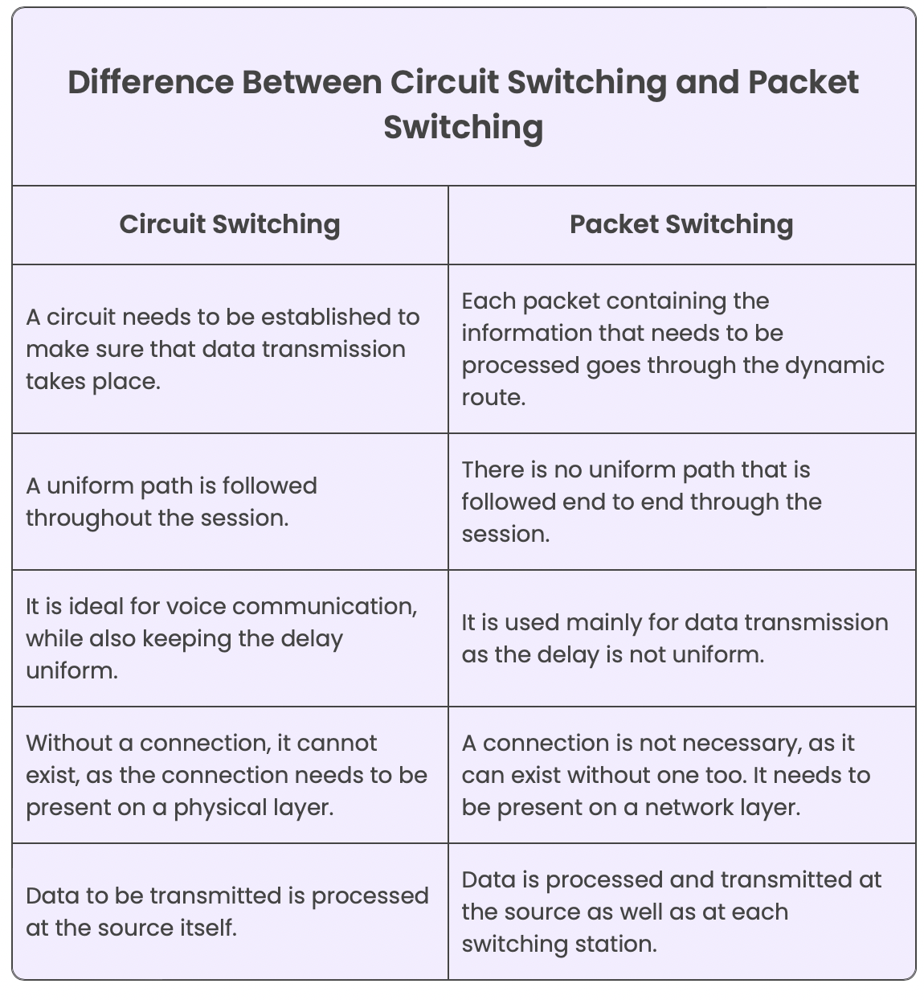 Difference Between Circuit Switching and Packet
Switching
Circuit Switching
Packet Switching
A circuit needs to be established to
make sure that data transmission
takes place.
Each packet containing the
information that needs to be
processed goes through the dynamic
route.
A uniform path is followed
throughout the session.
There is no uniform path that is
followed end to end through the
session.
It is ideal for voice communication,
while also keeping the delay
uniform.
It is used mainly for data transmission
as the delay is not uniform.
Without a connection, it cannot
exist, as the connection needs to be
present on a physical layer.
A connection is not necessary, as it
can exist without one too. It needs to
be present on a network layer.
Data to be transmitted is processed
at the source itself.
Data is processed and transmitted at
the source as well as at each
switching station.